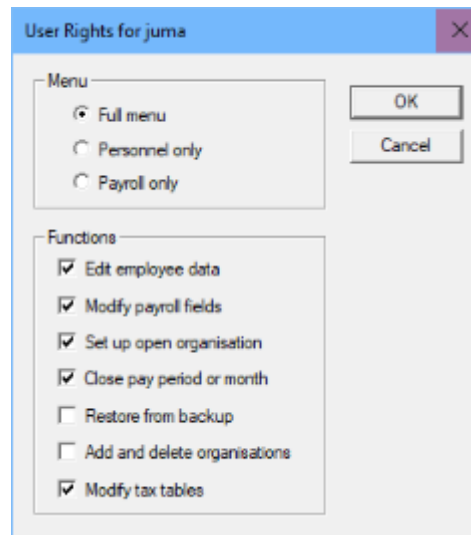 User Rights for juma
Menu
Full menu
Personnel only
Payroll only
OK
Cancel
Functions
Edit employee data
Modify payroll fields
Set up open organisation
Close pay period or month
Restore from backup
Add and delete organisations
Modify tax tables